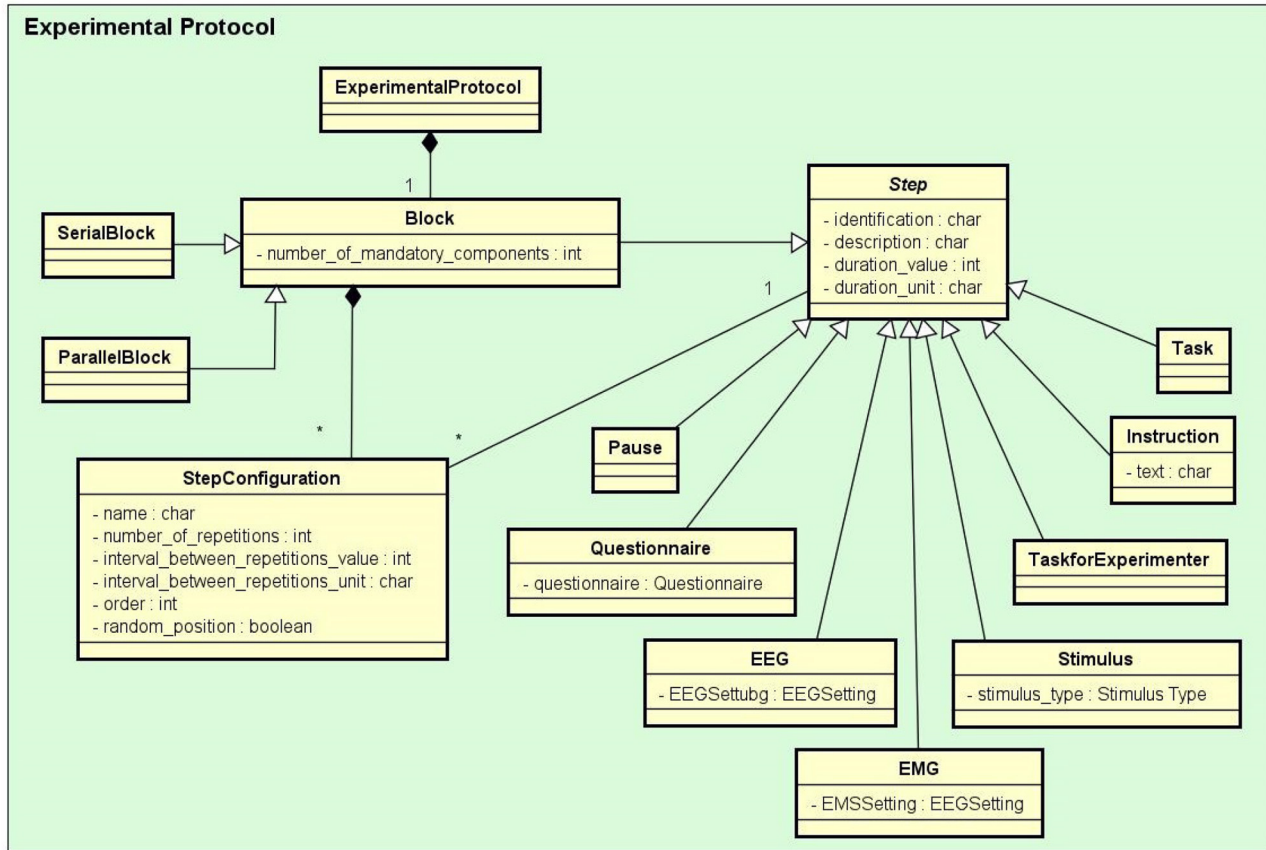 Experimental Protocol
ExperimentalProtocol
1
Block
- number_of_mandatory_components : int
SerialBlock
ParallelBlock
Step
- identification : char
- description : char
- duration_value : int
- duration_unit : char
1
*
*
StepConfiguration
- name : char
- number_of_repetitions : int
- interval_between_repetitions_value : int
- interval_between_repetitions_unit : char
- order : int
- random_position : boolean
Task
Instruction
- text : char
Pause
Questionnaire
- questionnaire : Questionnaire
TaskforExperimenter
EEG
- EEGSettubg : EEGSetting
Stimulus
- stimulus_type : Stimulus Type
EMG
- EMSSetting : EEGSetting